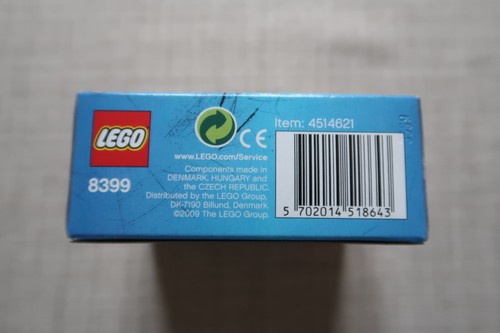 LEGO
8399
CE
www.LEGO.com/Service
Components made in
DENMARK, HUNGARY and
the CZECH REPUBLIC.
Distributed by the LEGO Group,
DK-7190 Billund, Denmark
©2009 The LEGO Group.
Item: 4514621
5 702014 518643